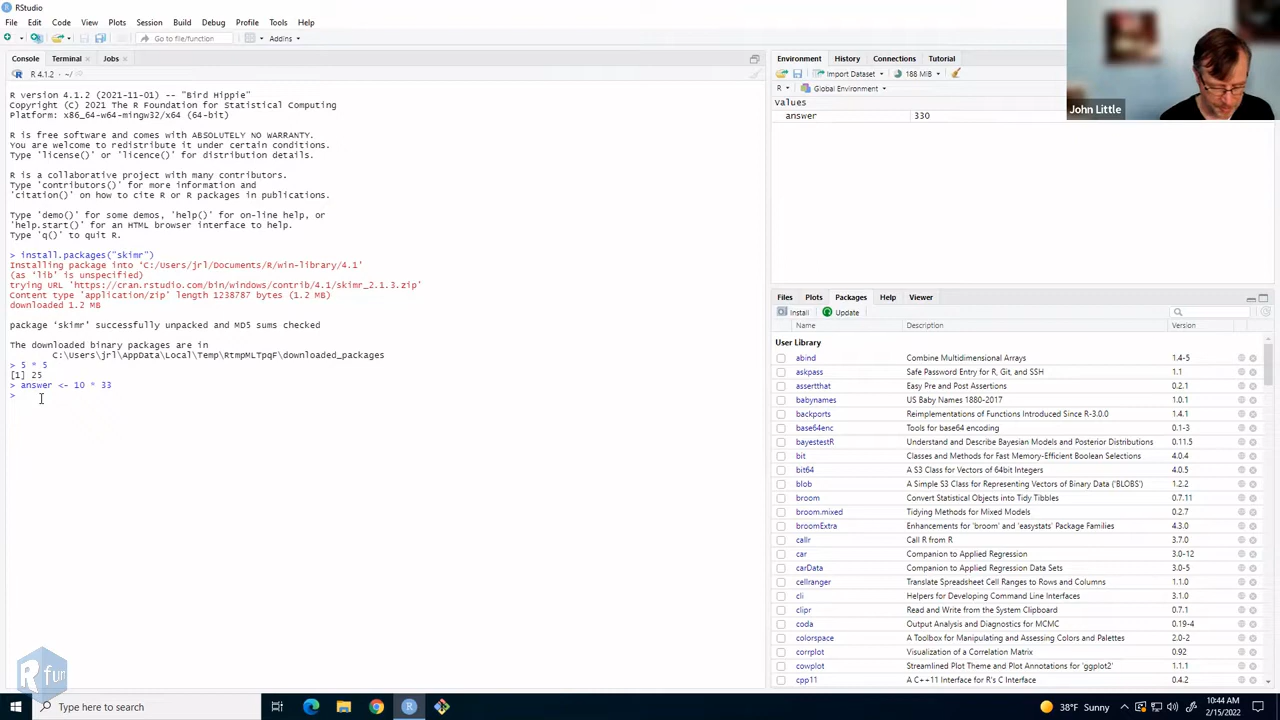 RStudio
File Edit Code View Plots Session Build Debug Profile Tools Help
Go to file/function Addins
Console Terminal Jobs
R 4.1.2 · ~/
R version 4.1.2 (2021-11-01) -- "Bird Hippie"
Copyright (C) 2021 The R Foundation for Statistical Computing
Platform: x86_64-w64-mingw32/x64 (64-bit)
R is free software and comes with ABSOLUTELY NO WARRANTY.
You are welcome to redistribute it under certain conditions.
Type 'license()' or 'licence()' for distribution details.
R is a collaborative project with many contributors.
Type 'contributors()' for more information and
'citation()' on how to cite R or R packages in publications.
Type 'demo()' for some demos, 'help()' for on-line help, or
'help.start()' for an HTML browser interface to help.
Type 'q()' to quit R.
> install.packages("skimr")
Installing package into ‘C:/Users/jrl/Documents/R/win-library/4.1’
(as ‘lib’ is unspecified)
trying URL 'https://cran.rstudio.com/bin/windows/contrib/4.1/skimr_2.1.3.zip'
Content type 'application/zip' length 1238787 bytes (1.2 MB)
downloaded 1.2 MB
package ‘skimr’ successfully unpacked and MD5 sums checked
The downloaded binary packages are in
C:\Users\jrl\AppData\Local\Temp\RtmpMLTpqF\downloaded_packages
> 5 * 5
[1] 25
> answer <- 10 * 33
>
Environment History Connections Tutorial
Import Dataset 188 MiB
R Global Environment
Values
answer 330
John Little
Files Plots Packages Help Viewer
Install Update
Name Description Version
User Library
abind Combine Multidimensional Arrays 1.4-5
askpass Safe Password Entry for R, Git, and SSH 1.1
assertthat Easy Pre and Post Assertions 0.2.1
babynames US Baby Names 1880-2017 1.0.1
backports Reimplementations of Functions Introduced Since R-3.0.0 1.4.1
base64enc Tools for base64 encoding 0.1-3
bayestestR Understand and Describe Bayesian Models and Posterior Distributions 0.11.5
bit Classes and Methods for Fast Memory-Efficient Boolean Selections 4.0.4
bit64 A S3 Class for Vectors of 64bit Integers 4.0.5
blob A Simple S3 Class for Representing Vectors of Binary Data ('BLOBS') 1.2.2
broom Convert Statistical Objects into Tidy Tibbles 0.7.11
broom.mixed Tidying Methods for Mixed Models 0.2.7
broomExtra Enhancements for 'broom' and 'easystats' Package Families 4.3.0
callr Call R from R 3.7.0
car Companion to Applied Regression 3.0-12
carData Companion to Applied Regression Data Sets 3.0-5
cellranger Translate Spreadsheet Cell Ranges to Rows and Columns 1.1.0
cli Helpers for Developing Command Line Interfaces 3.1.0
clipr Read and Write from the System Clipboard 0.7.1
coda Output Analysis and Diagnostics for MCMC 0.19-4
colorspace A Toolbox for Manipulating and Assessing Colors and Palettes 2.0-2
corrplot Visualization of a Correlation Matrix 0.92
cowplot Streamlined Plot Theme and Plot Annotations for 'ggplot2' 1.1.1
cpp11 A C++11 Interface for R's C Interface 0.4.2
R fun
Type here to search
38°F Sunny
10:44 AM
2/15/2022